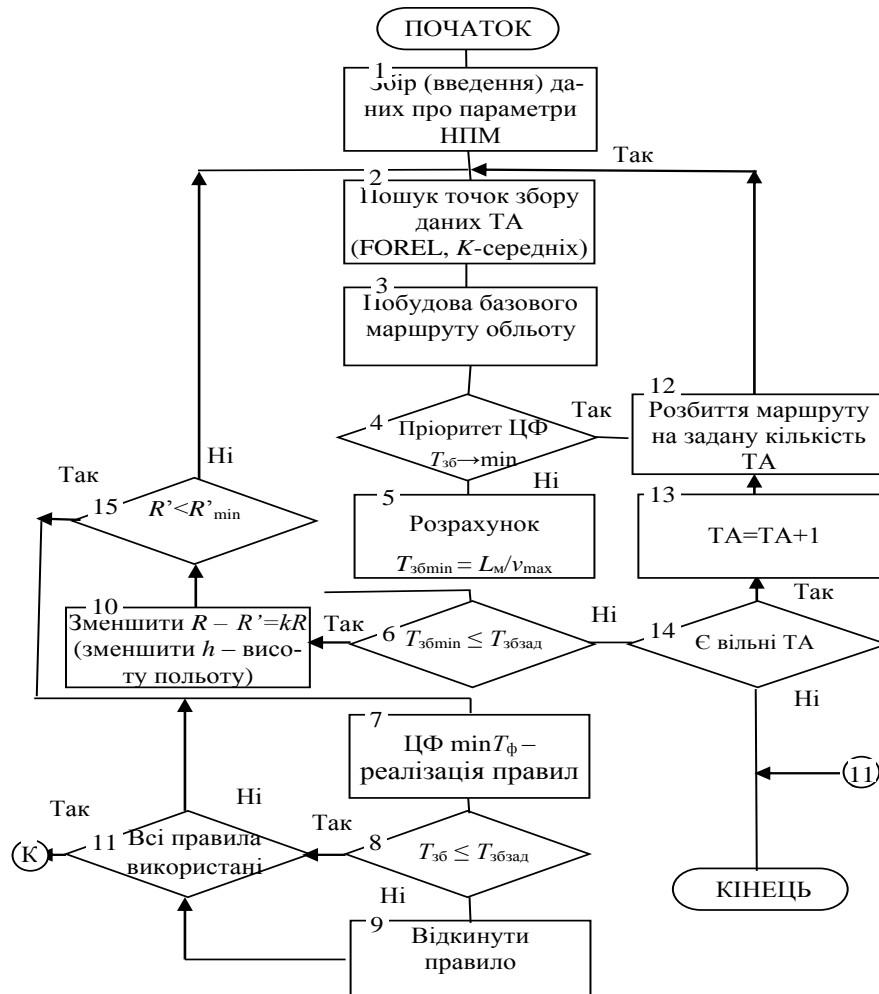 ПОЧАТОК
1
Збір (введення) да-
них про параметри
НПМ
Так
2
Пошук точок збору
даних ТА
(FOREL, K-середніх)
3
Побудова базового
маршруту обльоту
4
Пріоритет ЦФ
Tзб→min
Так
Ні
12
Розбиття маршруту
на задану кількість
ТА
Так
Ні
15
R’<R’min
5
Розрахунок
Tзбmin = Lм/vmax
13
ТА=ТА+1
Так
10
Зменшити R – R’=kR
(зменшити h – висо-
ту польоту)
Так
6
Tзбmin ≤ Tзбзад
Ні
14
Є вільні ТА
Ні
7
ЦФ minTф –
реалізація правил
11
Так
Ні
11
Всі правила
використані
К
Так
8
Tзб ≤ Tзбзад
Ні
КІНЕЦЬ
9
Відкинути
правило